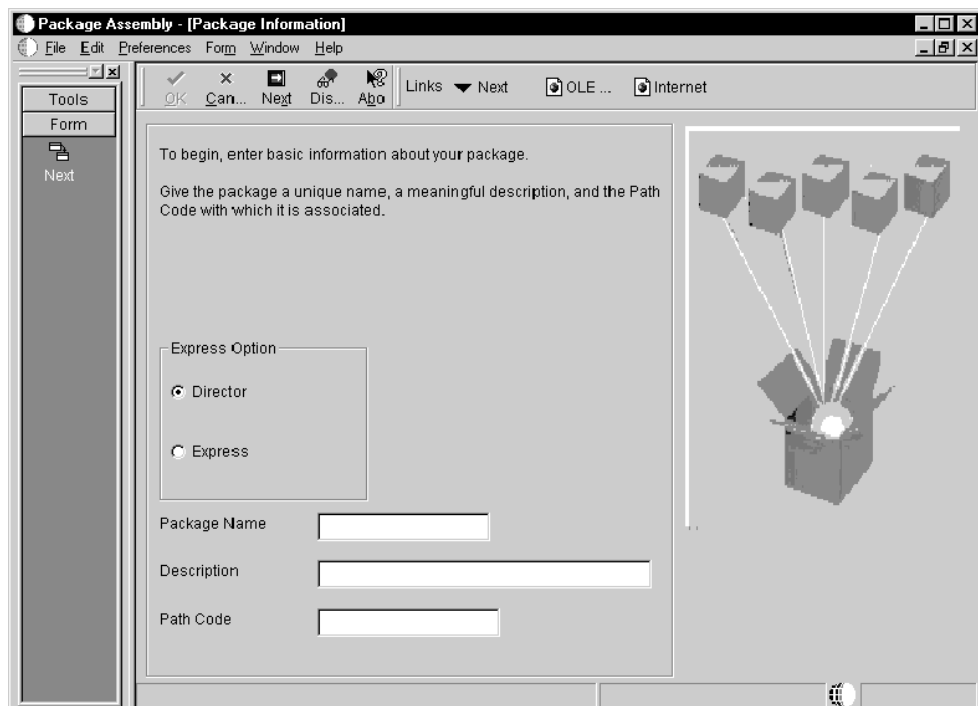 Package Assembly - [Package Information]
File Edit Preferences Form Window Help
Tools
Form
Next
OK Can... Next Dis... Abo Links Next OLE ... Internet
To begin, enter basic information about your package.
Give the package a unique name, a meaningful description, and the Path
Code with which it is associated.
Express Option
Director
Express
Package Name
Description
Path Code